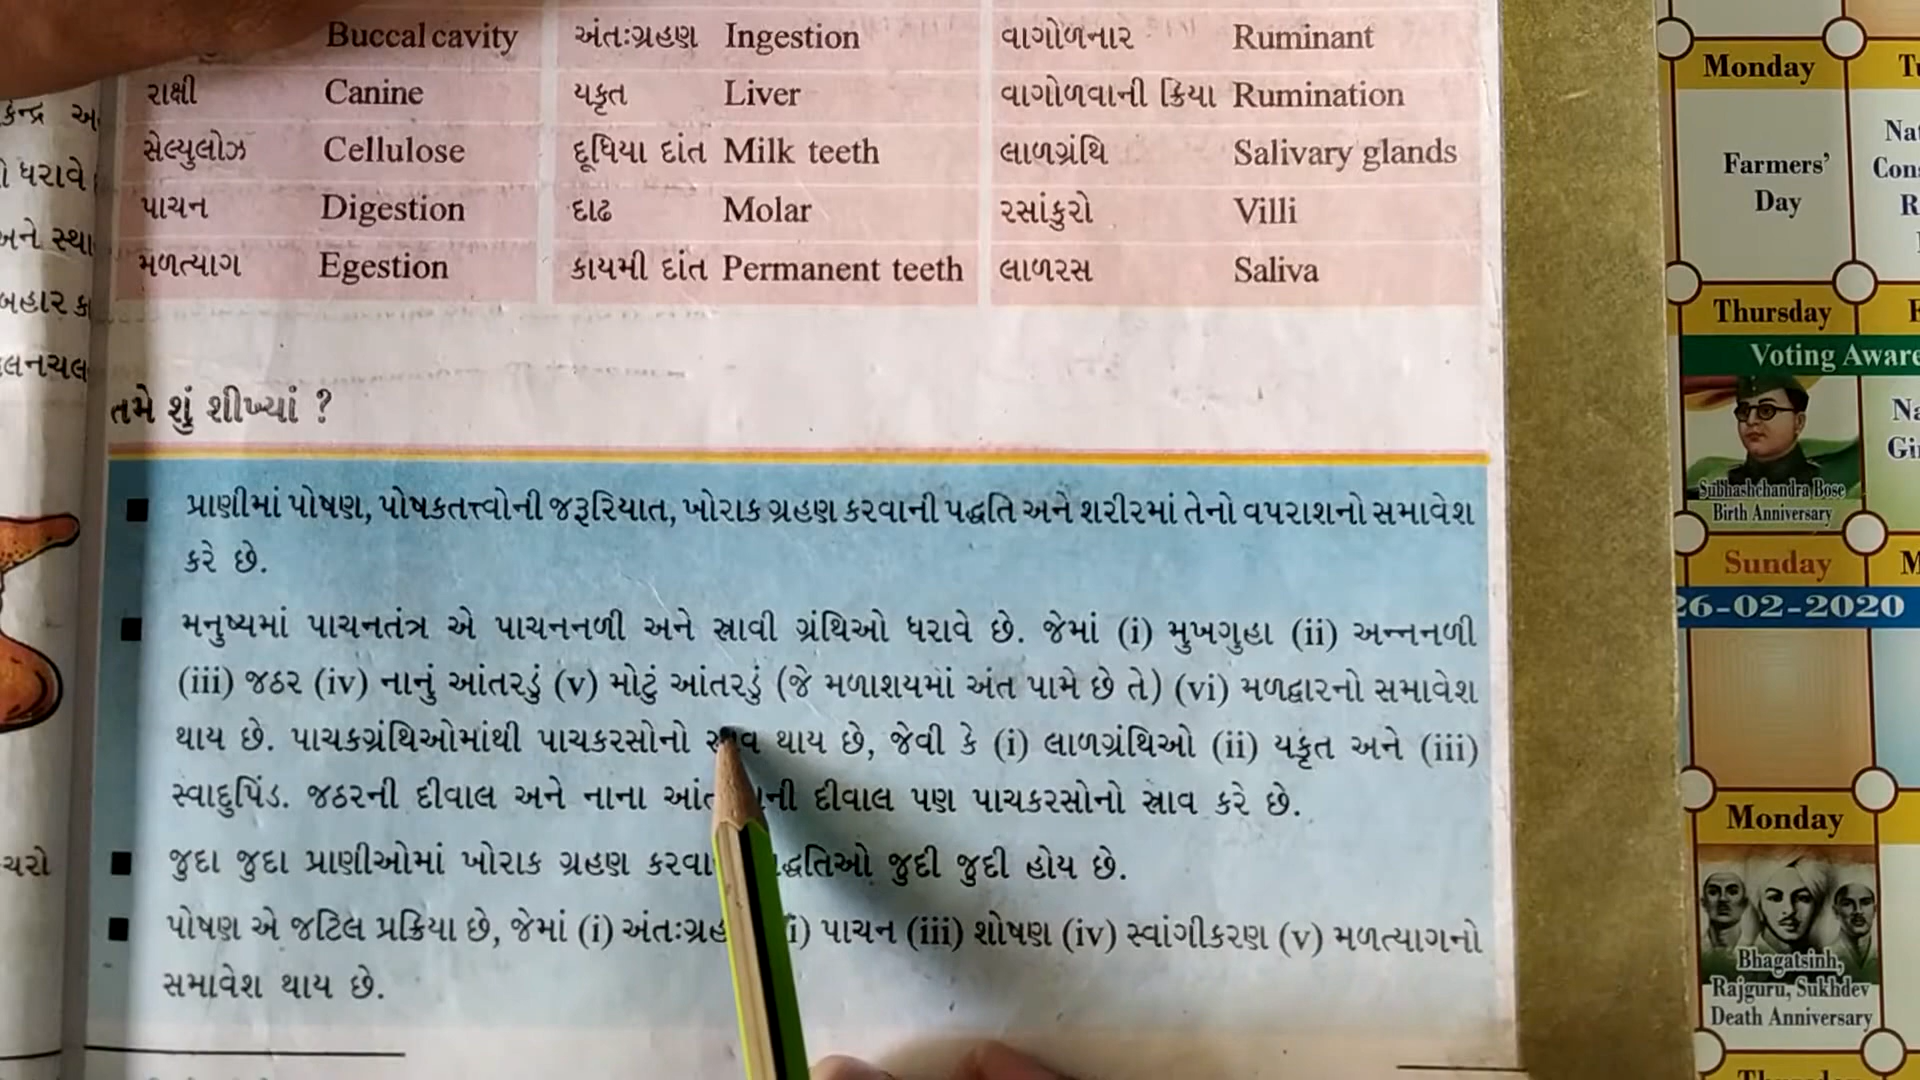 Buccal cavity અંતઃગ્રહણ Ingestion વાગોળનાર Ruminant
રાક્ષી Canine યકૃત Liver વાગોળવાની ક્રિયા Rumination
સેલ્યુલોઝ Cellulose દૂધિયા દાંત Milk teeth લાળગ્રંથિ Salivary glands
પાચન Digestion દાઢ Molar રસાંકુરો Villi
મળત્યાગ Egestion કાયમી દાંત Permanent teeth લાળરસ Saliva
તમે શું શીખ્યાં ?
■ પ્રાણીમાં પોષણ, પોષકતત્ત્વોની જરૂરિયાત, ખોરાક ગ્રહણ કરવાની પદ્ધતિ અને શરીરમાં તેનો વપરાશનો સમાવેશ
કરે છે.
■ મનુષ્યમાં પાચનતંત્ર એ પાચનનળી અને સ્રાવી ગ્રંથિઓ ધરાવે છે. જેમાં (i) મુખગુહા (ii) અન્નનળી
(iii) જઠર (iv) નાનું આંતરડું (v) મોટું આંતરડું (જે મળાશયમાં અંત પામે છે તે) (vi) મળદ્વારનો સમાવેશ
થાય છે. પાચકગ્રંથિઓમાંથી પાચકરસોનો સ્રાવ થાય છે, જેવી કે (i) લાળગ્રંથિઓ (ii) યકૃત અને (iii)
સ્વાદુપિંડ. જઠરની દીવાલ અને નાના દીવાલ પણ પાચકરસોનો સ્રાવ કરે છે.
■ જુદા જુદા પ્રાણીઓમાં ખોરાક ગ્રહણ જુદી જુદી હોય છે.
■ પોષણ એ જટિલ પ્રક્રિયા છે, જેમાં (i) પાચન (iii) શોષણ (iv) સ્વાંગીકરણ (v) મળત્યાગનો
સમાવેશ થાય છે.
કેન્દ્ર
ધરાવે
અને
બહાર
Monday
Farmers'
Day
Thursday
Voting
Subhashchandra Bose
Birth Anniversary
Sunday
26-02-2020
Monday
Bhagatsinh,
Rajguru, Sukhdev
Death Anniversary